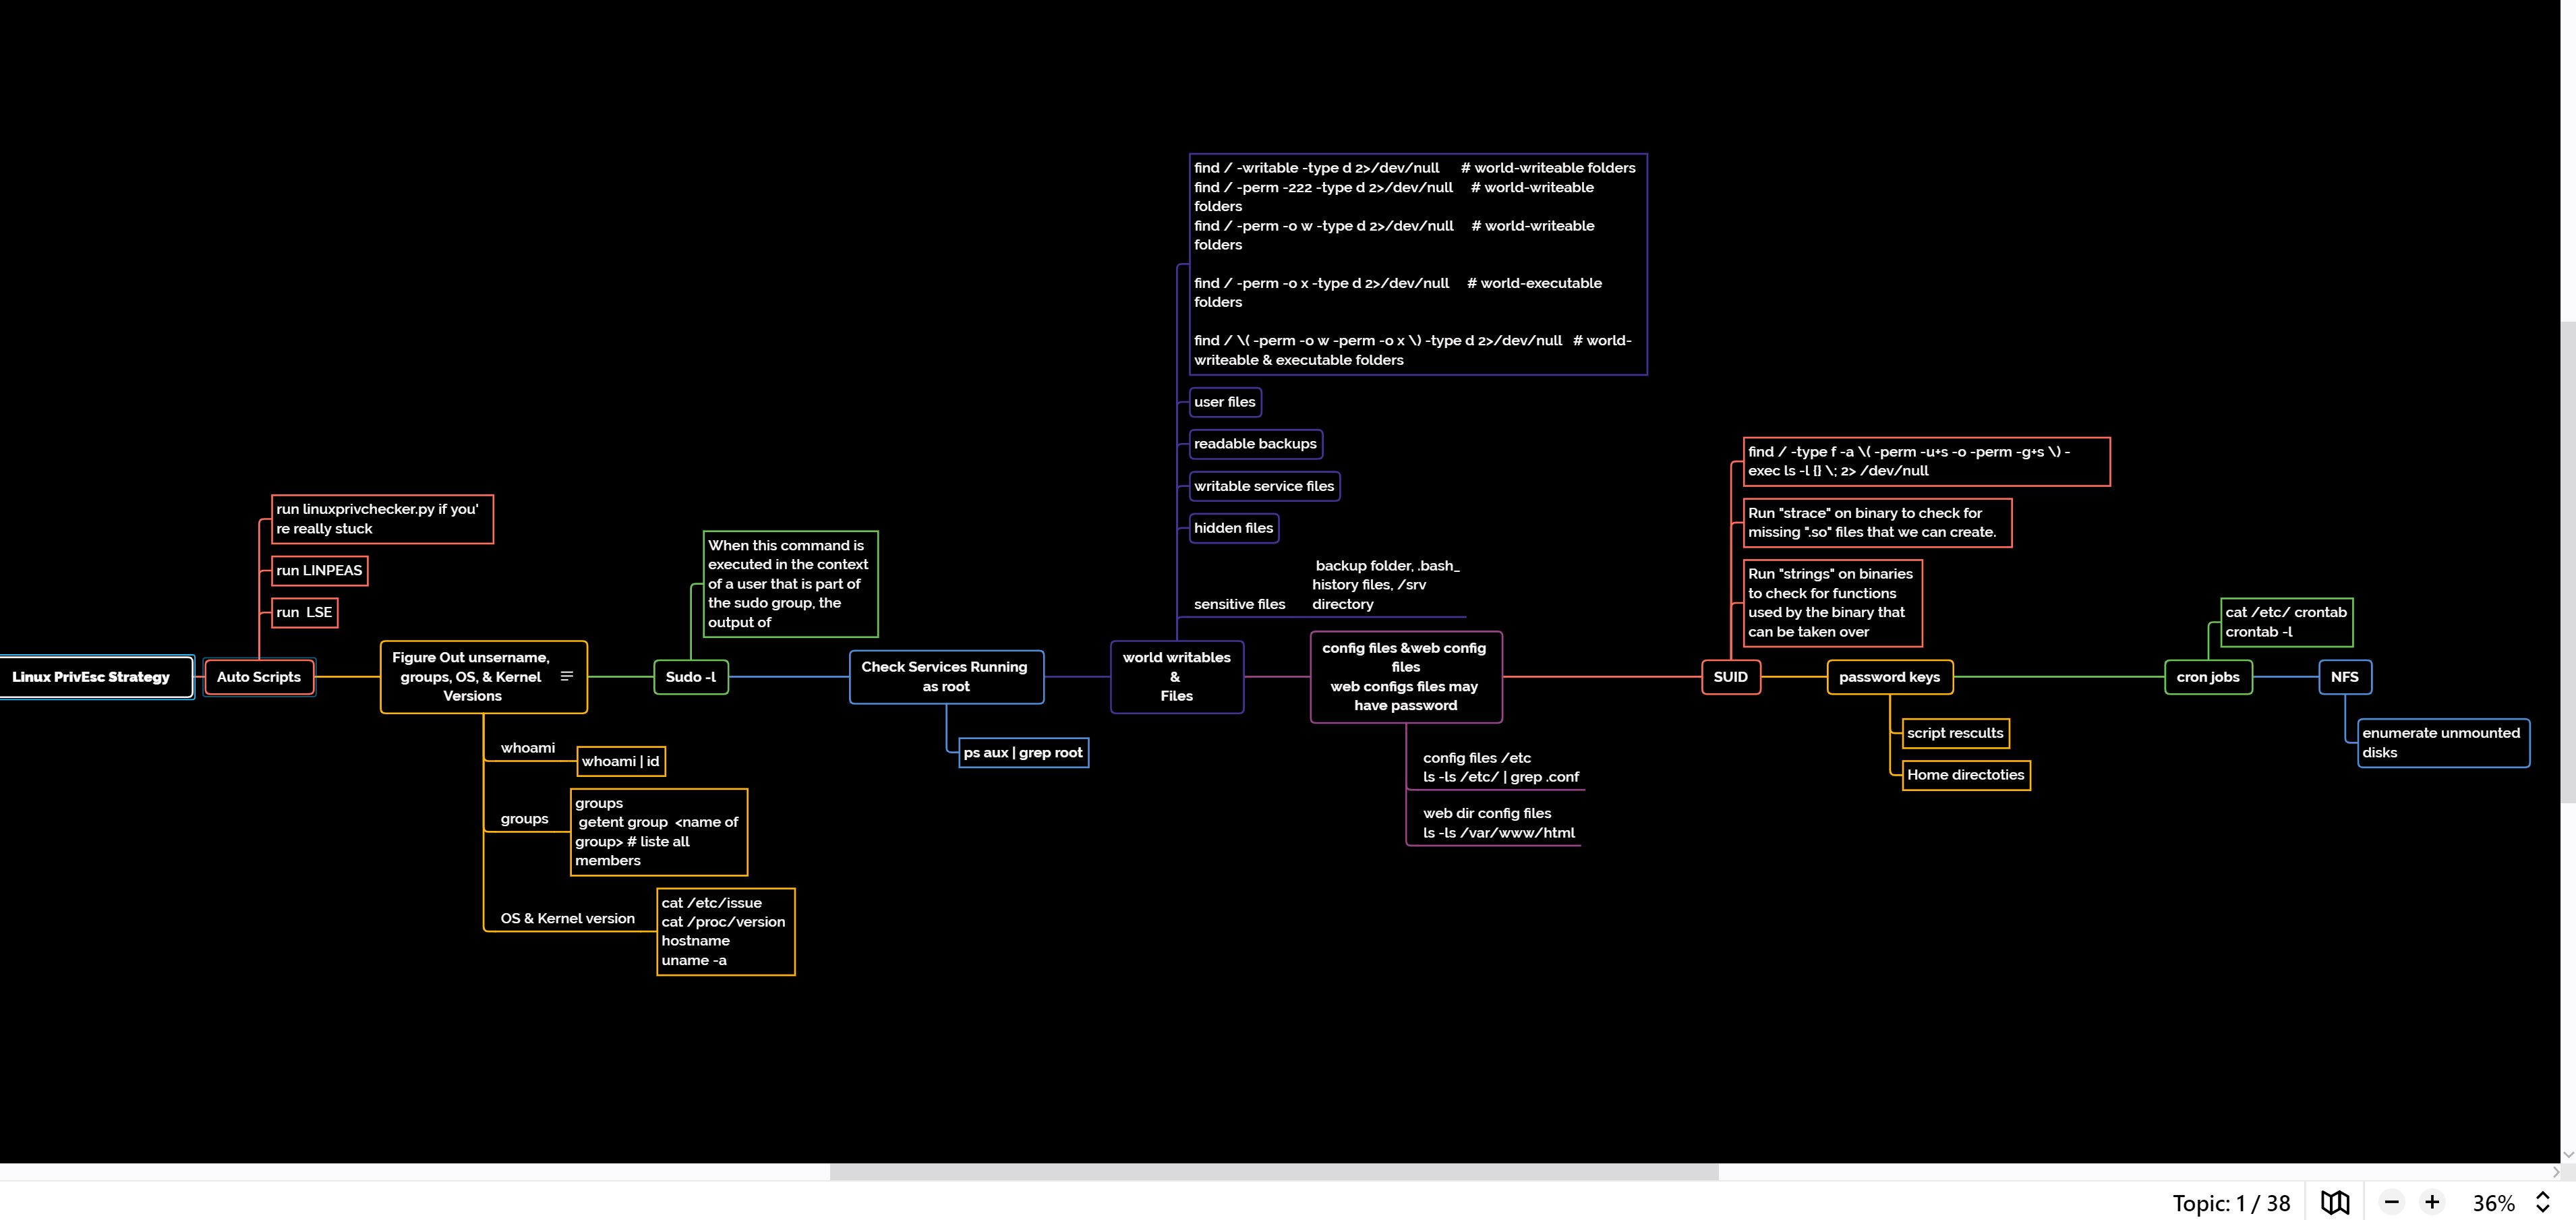 find / -writable -type d 2>/dev/null      # world-writeable folders
find / -perm -222 -type d 2>/dev/null     # world-writeable
folders
find / -perm -o w -type d 2>/dev/null     # world-writeable
folders
find / -perm -o x -type d 2>/dev/null     # world-executable
folders
find / \( -perm -o w -perm -o x \) -type d 2>/dev/null   # world-
writeable & executable folders
user files
readable backups
writable service files
hidden files
sensitive files
backup folder, .bash_
history files, /srv
directory
find / -type f -a \( -perm -u+s -o -perm -g+s \) -
exec ls -l {} \; 2> /dev/null
Run "strace" on binary to check for
missing ".so" files that we can create.
Run "strings" on binaries
to check for functions
used by the binary that
can be taken over
run linuxprivchecker.py if you'
re really stuck
run LINPEAS
run  LSE
When this command is
executed in the context
of a user that is part of
the sudo group, the
output of
cat /etc/ crontab
crontab -l
Linux PrivEsc Strategy
Auto Scripts
Figure Out unsername,
groups, OS, & Kernel
Versions
Sudo -l
Check Services Running
as root
world writables
&
Files
config files &web config
files
web configs files may
have password
SUID
password keys
cron jobs
NFS
whoami
whoami | id
groups
groups
getent group  <name of
group> # liste all
members
OS & Kernel version
cat /etc/issue
cat /proc/version
hostname
uname -a
ps aux | grep root
config files /etc
ls -ls /etc/ | grep .conf
web dir config files
ls -ls /var/www/html
script rescults
Home directoties
enumerate unmounted
disks
Topic: 1 / 38
36%